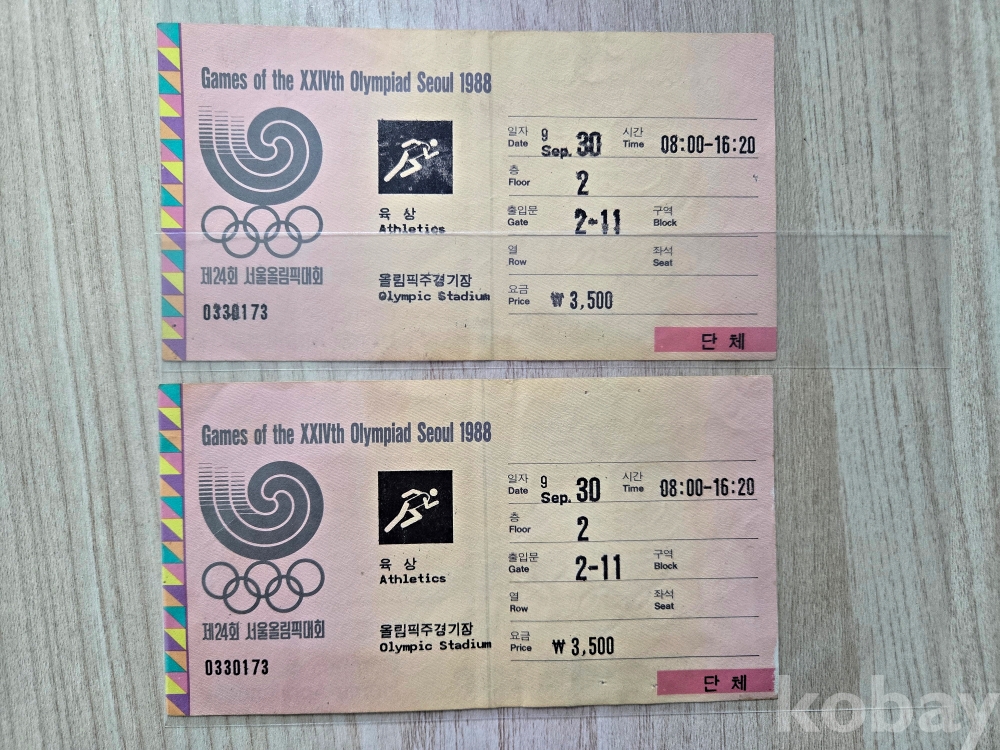 Games of the XXIVth Olympiad Seoul 1988
일자 Date 9 Sep. 30 시간 Time 08:00-16:20
층 Floor 2
육 상
Athletics
출입문 Gate 2-11 구역 Block
열 Row 좌석 Seat
제24회 서울올림픽대회
올림픽주경기장
Olympic Stadium
요금 Price ₩ 3,500
0330173
단 체
Games of the XXIVth Olympiad Seoul 1988
일자 Date 9 Sep. 30 시간 Time 08:00-16:20
층 Floor 2
육 상
Athletics
출입문 Gate 2-11 구역 Block
열 Row 좌석 Seat
제24회 서울올림픽대회
올림픽주경기장
Olympic Stadium
요금 Price ₩ 3,500
0330173
단 체
kobay